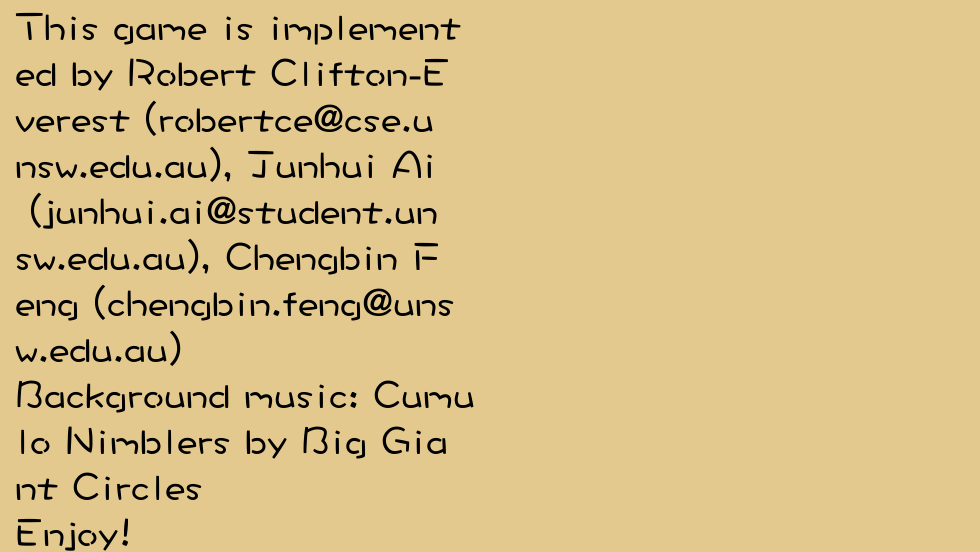 This game is implement
ed by Robert Clifton-E
verest (robertce@cse.u
nsw.edu.au), Junhui Ai
(junhui.ai@student.un
sw.edu.au), Chengbin F
eng (chengbin.feng@uns
w.edu.au)
Background music: Cumu
lo Nimblers by Big Gia
nt Circles
Enjoy!